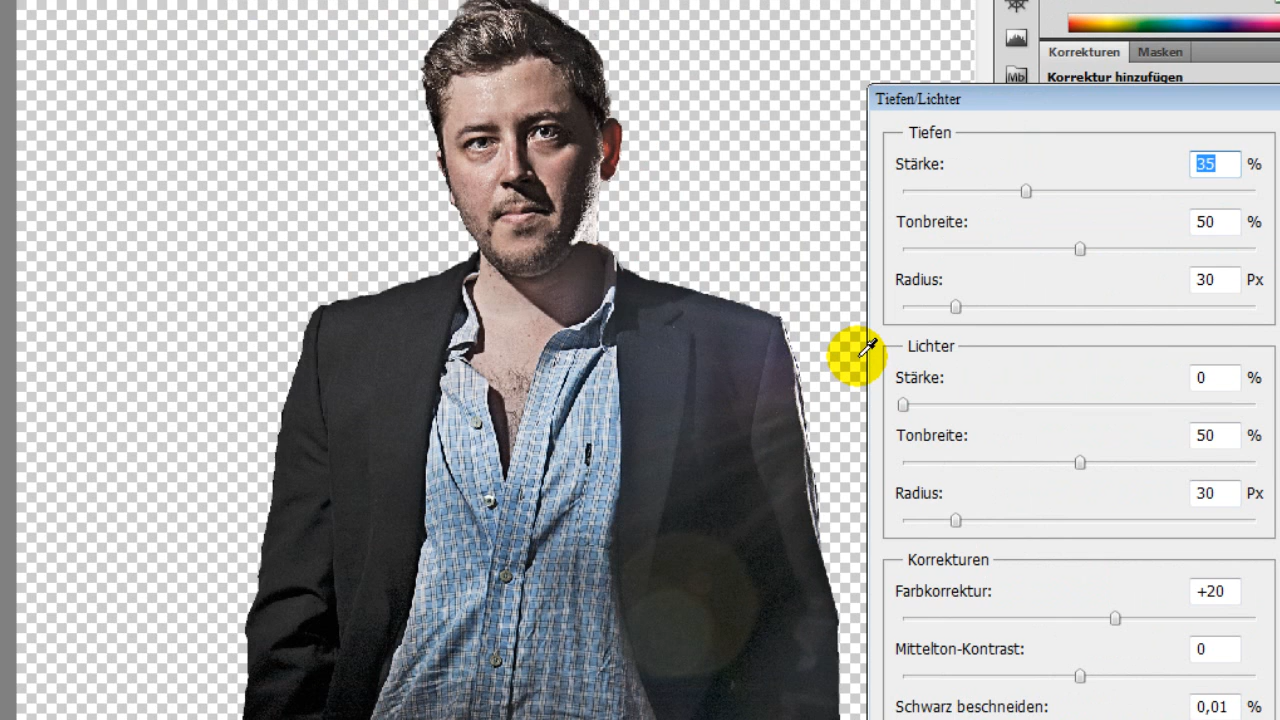 Korrekturen Masken
Mb Korrektur hinzufügen
Tiefen/Lichter
Tiefen
Stärke: 35 %
Tonbreite: 50 %
Radius: 30 Px
Lichter
Stärke: 0 %
Tonbreite: 50 %
Radius: 30 Px
Korrekturen
Farbkorrektur: +20
Mittelton-Kontrast: 0
Schwarz beschneiden: 0,01 %